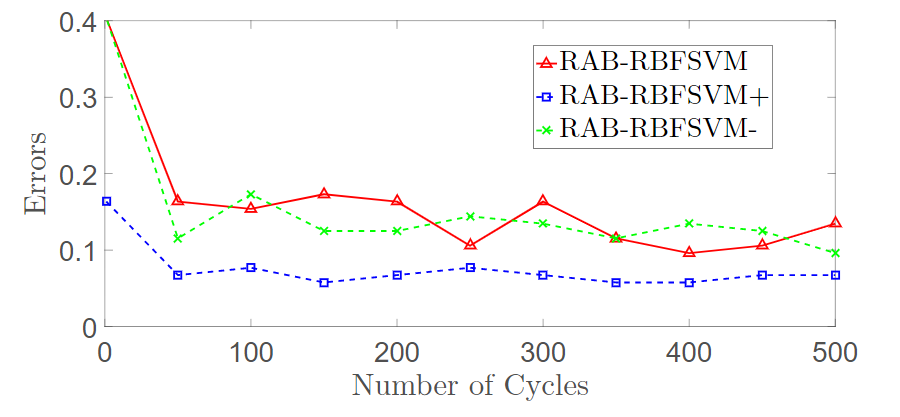 0.4
0.3
0.2
0.1
0
Errors
RAB-RBFSVM
RAB-RBFSVM+
RAB-RBFSVM-
0 100 200 300 400 500
Number of Cycles